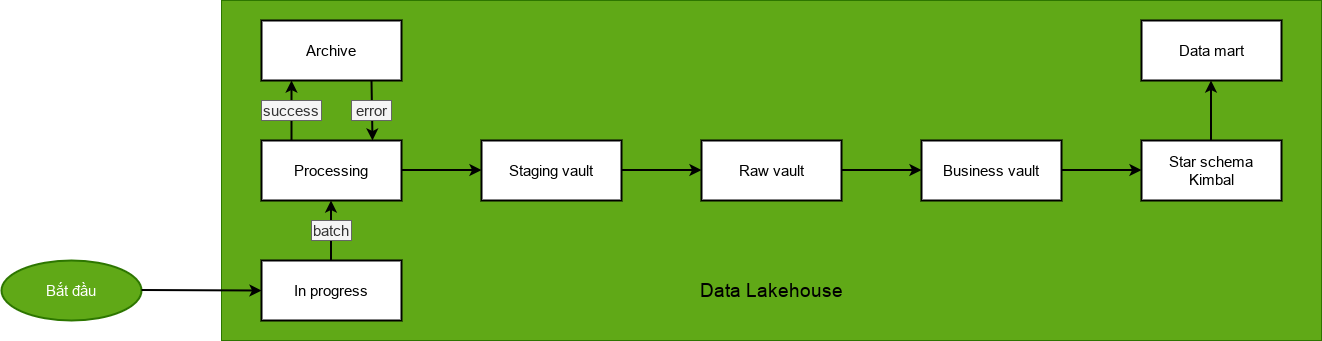 Archive
Data mart
success
error
Processing
Staging vault
Raw vault
Business vault
Star schema
Kimbal
batch
Bắt đầu
In progress
Data Lakehouse